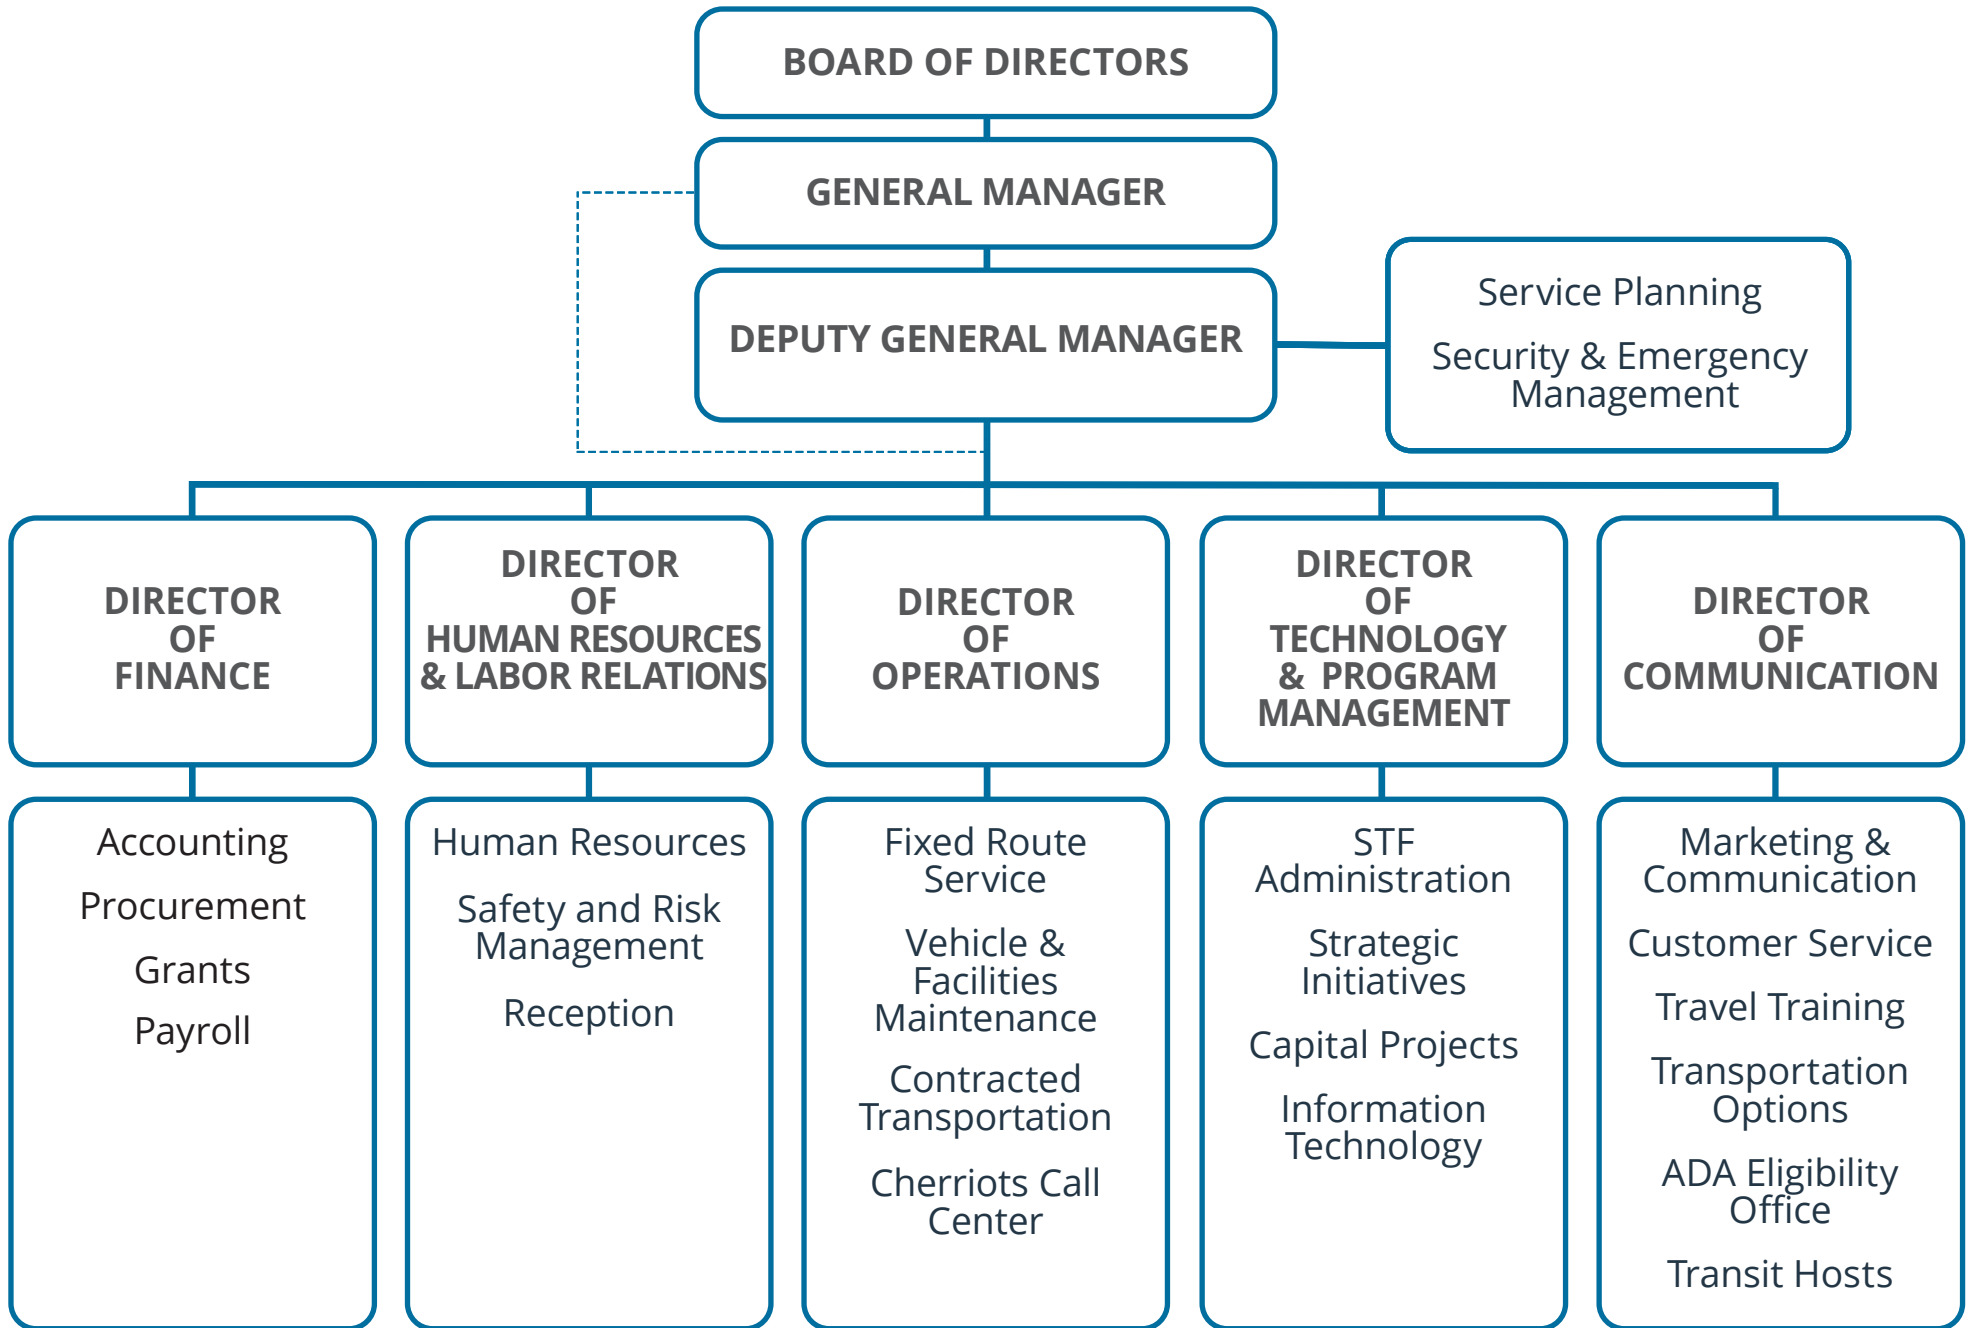 BOARD OF DIRECTORS
GENERAL MANAGER
DEPUTY GENERAL MANAGER
Service Planning
Security & Emergency
Management
DIRECTOR
OF
FINANCE
DIRECTOR
OF
HUMAN RESOURCES
& LABOR RELATIONS
DIRECTOR
OF
OPERATIONS
DIRECTOR
OF
TECHNOLOGY
& PROGRAM
MANAGEMENT
DIRECTOR
OF
COMMUNICATION
Accounting
Procurement
Grants
Payroll
Human Resources
Safety and Risk
Management
Reception
Fixed Route
Service
Vehicle &
Facilities
Maintenance
Contracted
Transportation
Cherriots Call
Center
STF
Administration
Strategic
Initiatives
Capital Projects
Information
Technology
Marketing &
Communication
Customer Service
Travel Training
Transportation
Options
ADA Eligibility
Office
Transit Hosts